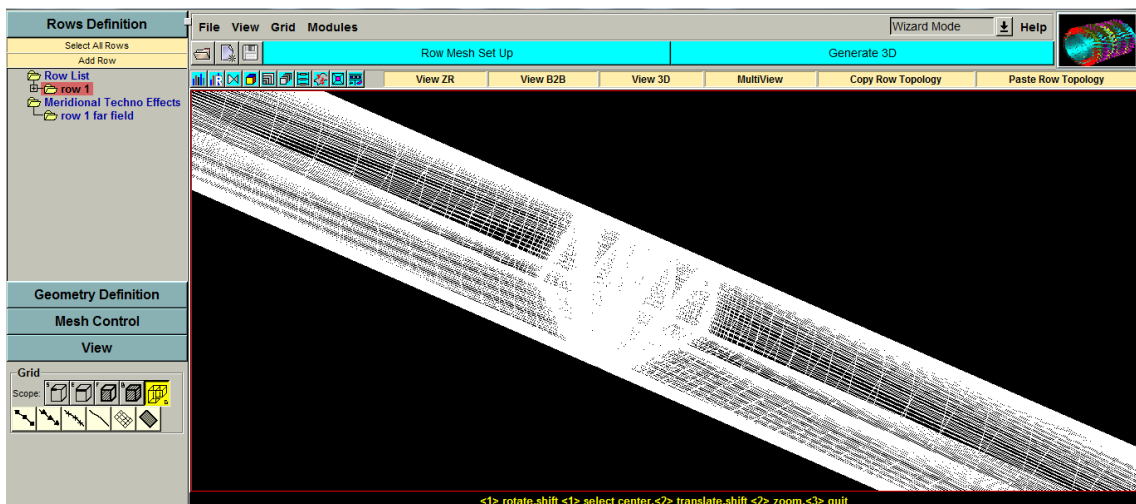 Rows Definition
File View Grid Modules
Wizard Mode
Help
Select All Rows
Add Row
Row Mesh Set Up
Generate 3D
View ZR
View B2B
View 3D
MultiView
Copy Row Topology
Paste Row Topology
Row List
row 1
Meridional Techno Effects
row 1 far field
Geometry Definition
Mesh Control
View
Grid
Scope:
<1> rotate,shift <1> select center,<2> translate,shift <2> zoom,<3> quit